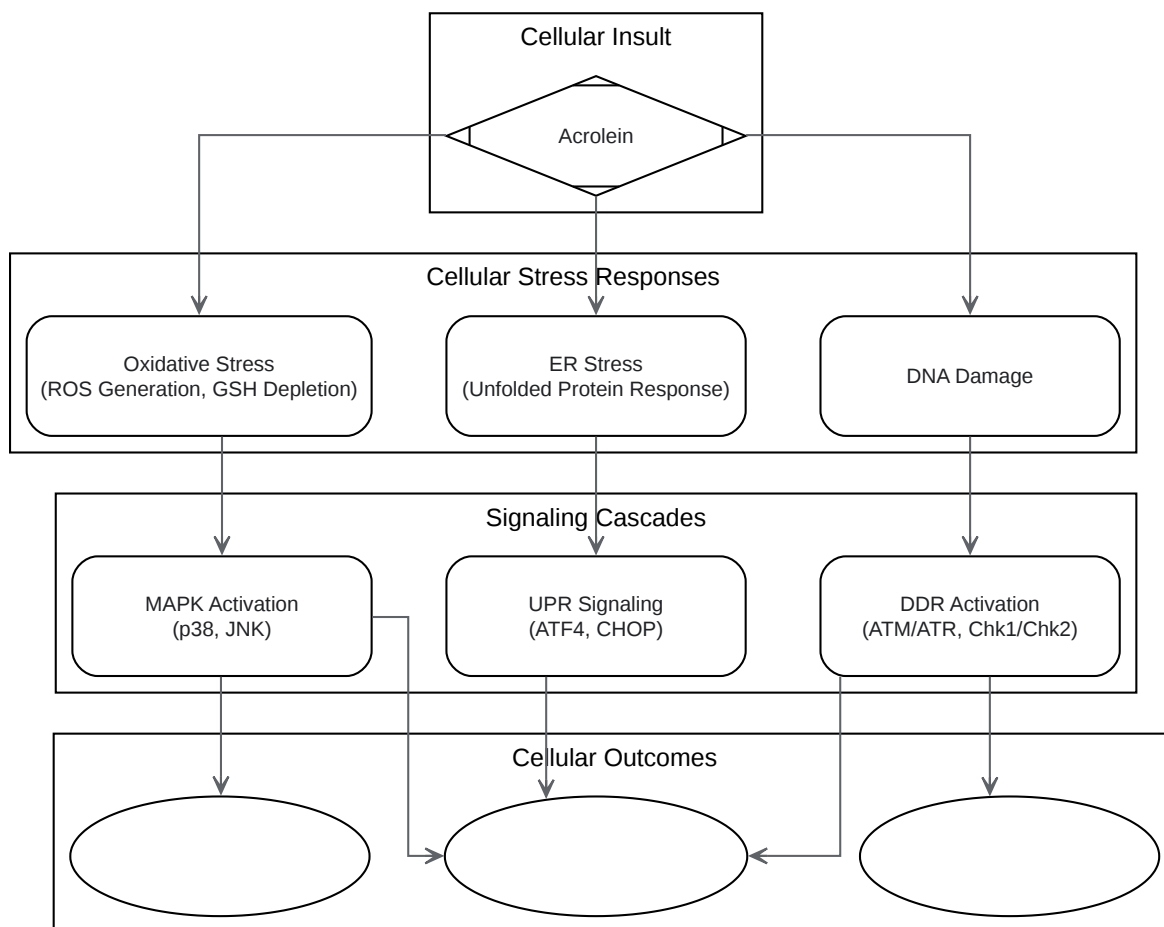 Cellular Insult
Acrolein
Cellular Stress Responses
Oxidative Stress
(ROS Generation, GSH Depletion)
ER Stress
(Unfolded Protein Response)
DNA Damage
Signaling Cascades
MAPK Activation
(p38, JNK)
UPR Signaling
(ATF4, CHOP)
DDR Activation
(ATM/ATR, Chk1/Chk2)
Cellular Outcomes